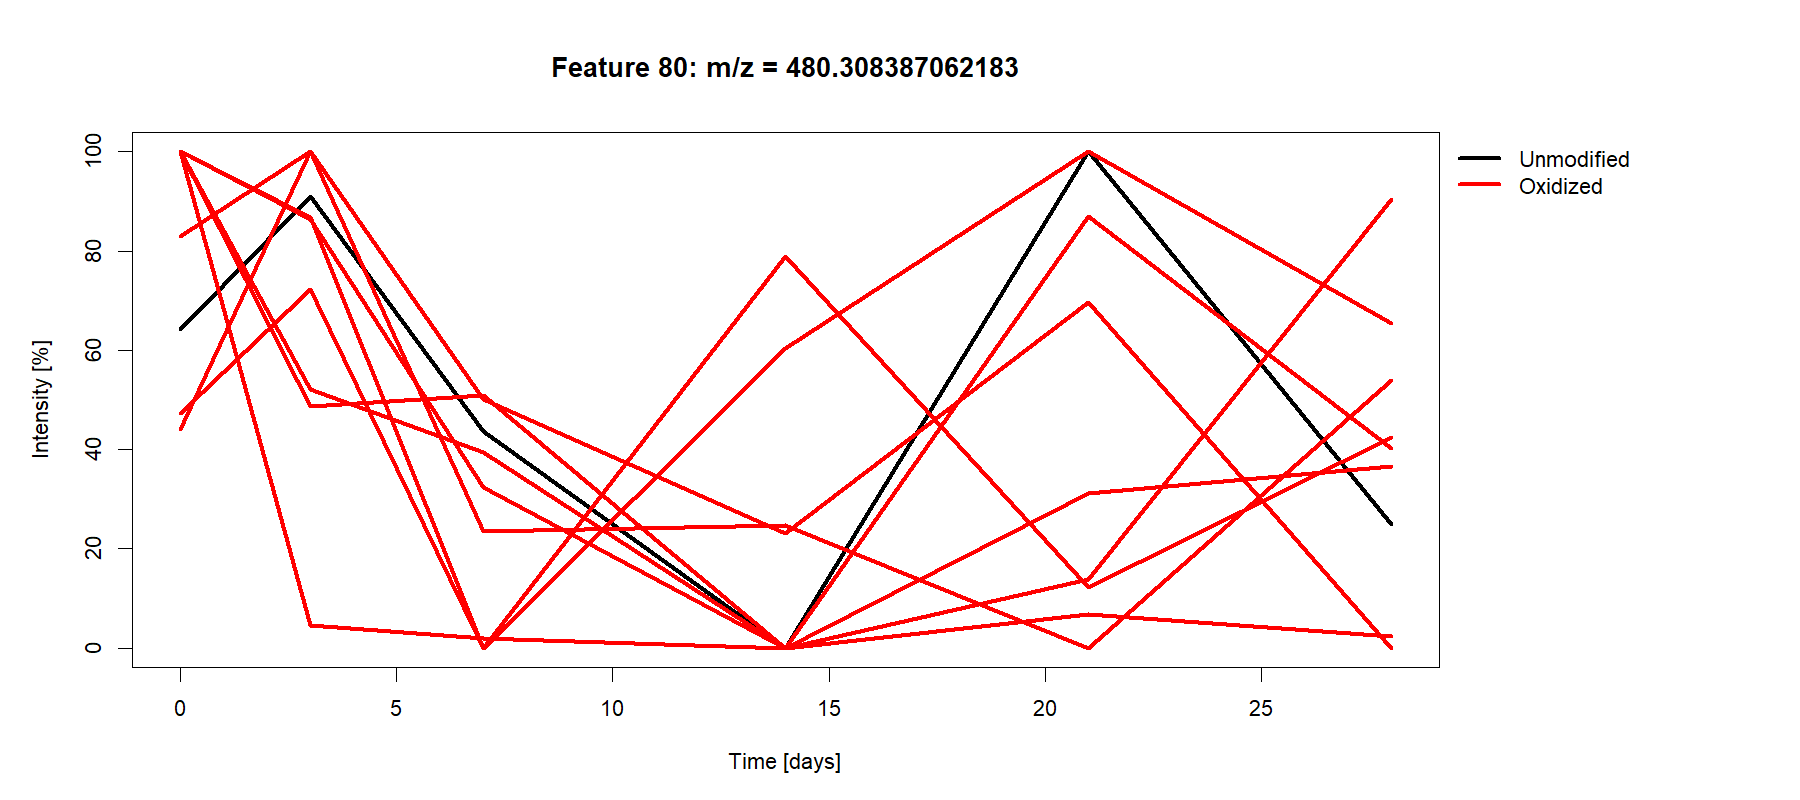 Feature 80: m/z = 480.308387062183
Unmodified
Oxidized
Intensity [%]
100
80
60
40
20
0
0 5 10 15 20 25
Time [days]